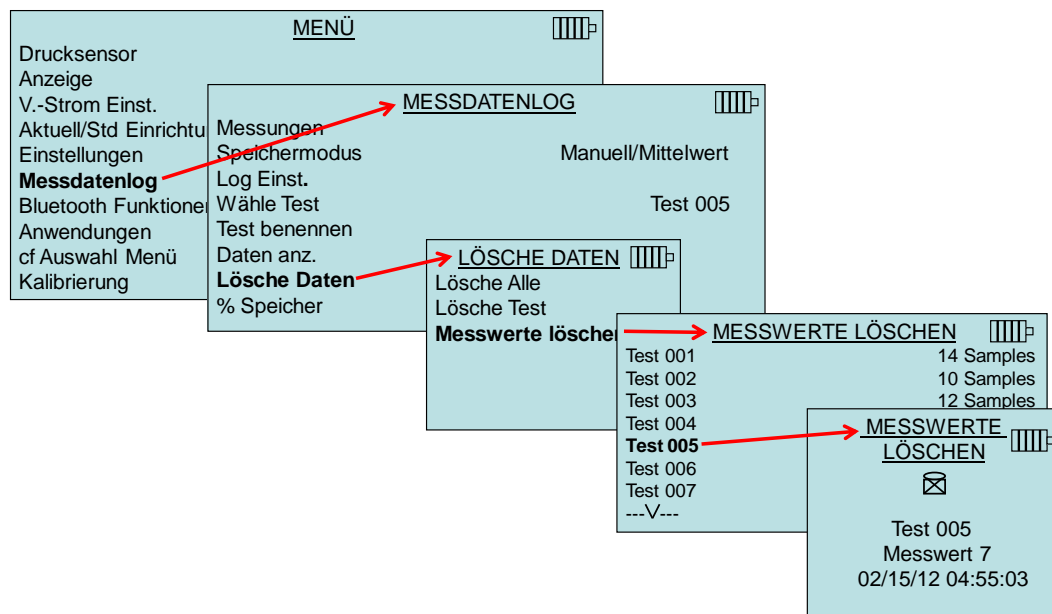 MENÜ
Drucksensor
Anzeige
V.-Strom Einst.
Aktuell/Std Einrichtu
Einstellungen
Messdatenlog
Bluetooth Funktione
Anwendungen
cf Auswahl Menü
Kalibrierung
MESSDATENLOG
Messungen
Speichermodus Manuell/Mittelwert
Log Einst.
Wähle Test Test 005
Test benennen
Daten anz.
Lösche Daten
% Speicher
LÖSCHE DATEN
Lösche Alle
Lösche Test
Messwerte löschen
MESSWERTE LÖSCHEN
Test 001 14 Samples
Test 002 10 Samples
Test 003 12 Samples
Test 004
Test 005
Test 006
Test 007
---V---
MESSWERTE
LÖSCHEN
Test 005
Messwert 7
02/15/12 04:55:03